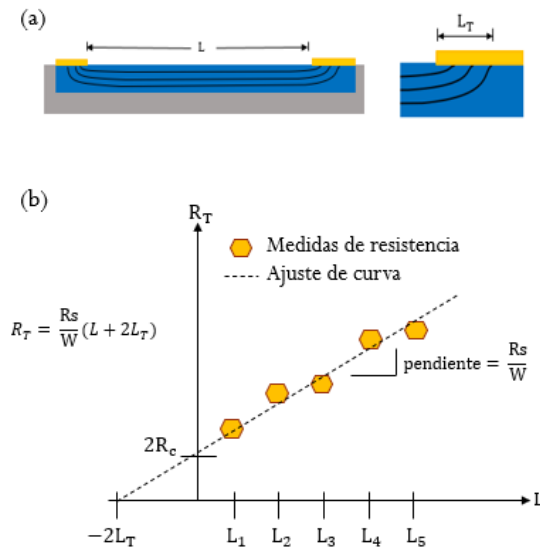 (a)
L
L_T
(b)
R_T
Medidas de resistencia
Ajuste de curva
R_T = Rs/W (L + 2L_T)
pendiente = Rs/W
2R_c
L
−2L_T L_1 L_2 L_3 L_4 L_5